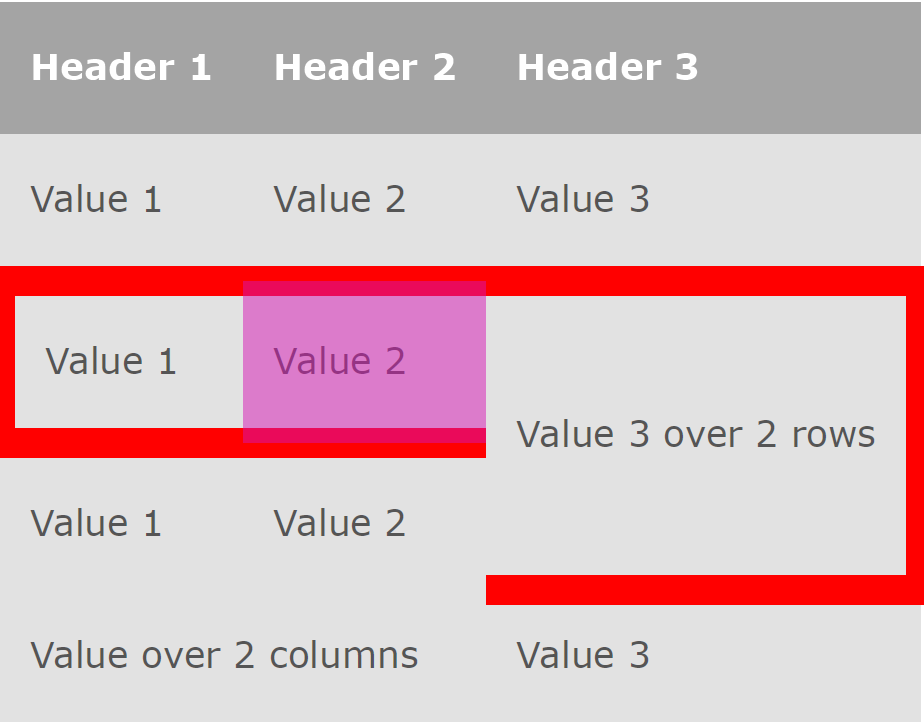 Header 1 Header 2 Header 3
Value 1 Value 2 Value 3
Value 1 Value 2
Value 3 over 2 rows
Value 1 Value 2
Value over 2 columns Value 3